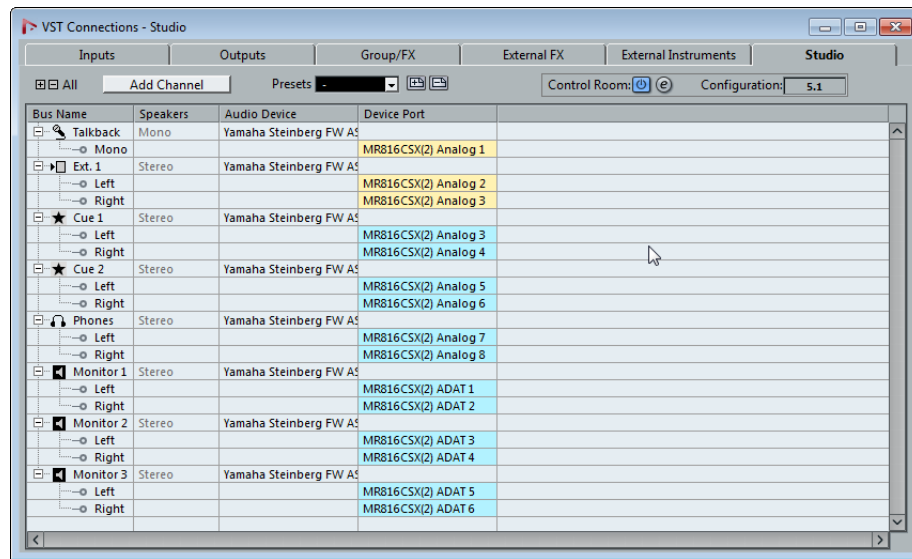 VST Connections - Studio
Inputs Outputs Group/FX External FX External Instruments Studio
All Add Channel Presets - Control Room: e Configuration: 5.1
Bus Name Speakers Audio Device Device Port
Talkback Mono Yamaha Steinberg FW AS
Mono MR816CSX(2) Analog 1
Ext. 1 Stereo Yamaha Steinberg FW AS
Left MR816CSX(2) Analog 2
Right MR816CSX(2) Analog 3
Cue 1 Stereo Yamaha Steinberg FW AS
Left MR816CSX(2) Analog 3
Right MR816CSX(2) Analog 4
Cue 2 Stereo Yamaha Steinberg FW AS
Left MR816CSX(2) Analog 5
Right MR816CSX(2) Analog 6
Phones Stereo Yamaha Steinberg FW AS
Left MR816CSX(2) Analog 7
Right MR816CSX(2) Analog 8
Monitor 1 Stereo Yamaha Steinberg FW AS
Left MR816CSX(2) ADAT 1
Right MR816CSX(2) ADAT 2
Monitor 2 Stereo Yamaha Steinberg FW AS
Left MR816CSX(2) ADAT 3
Right MR816CSX(2) ADAT 4
Monitor 3 Stereo Yamaha Steinberg FW AS
Left MR816CSX(2) ADAT 5
Right MR816CSX(2) ADAT 6